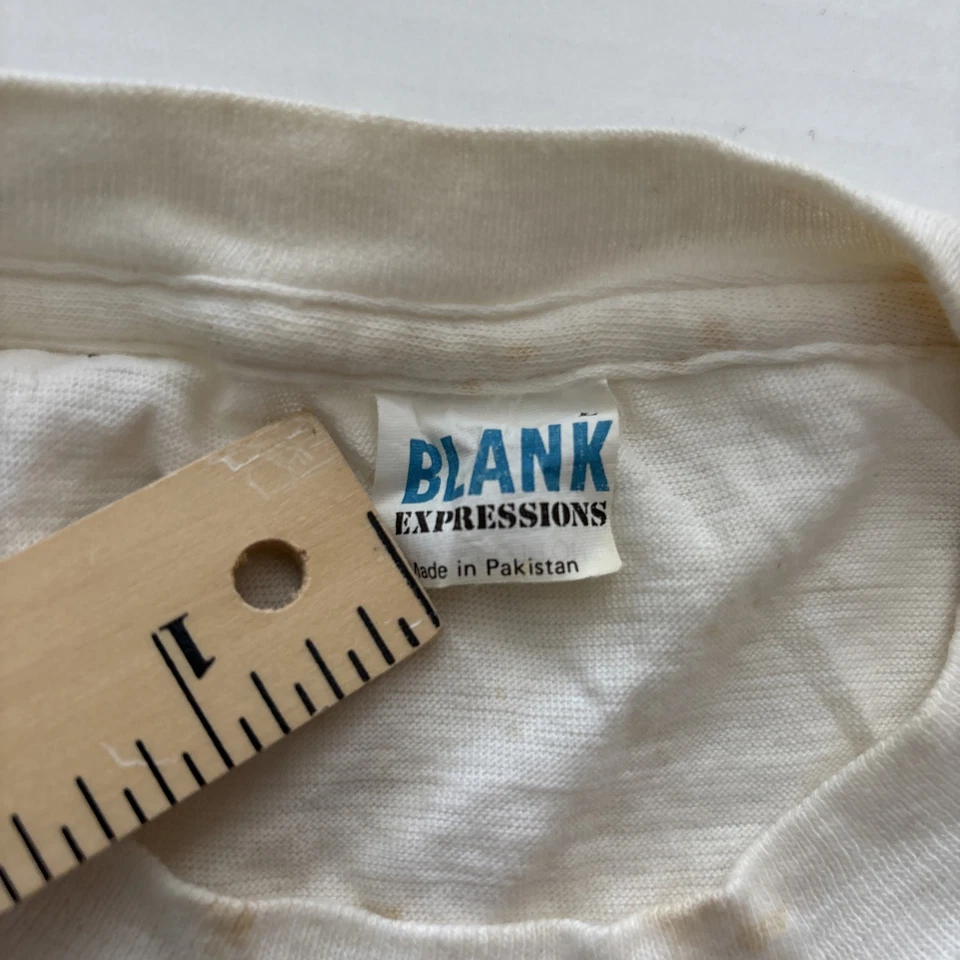 BLANK
EXPRESSIONS
Made in Pakistan
1